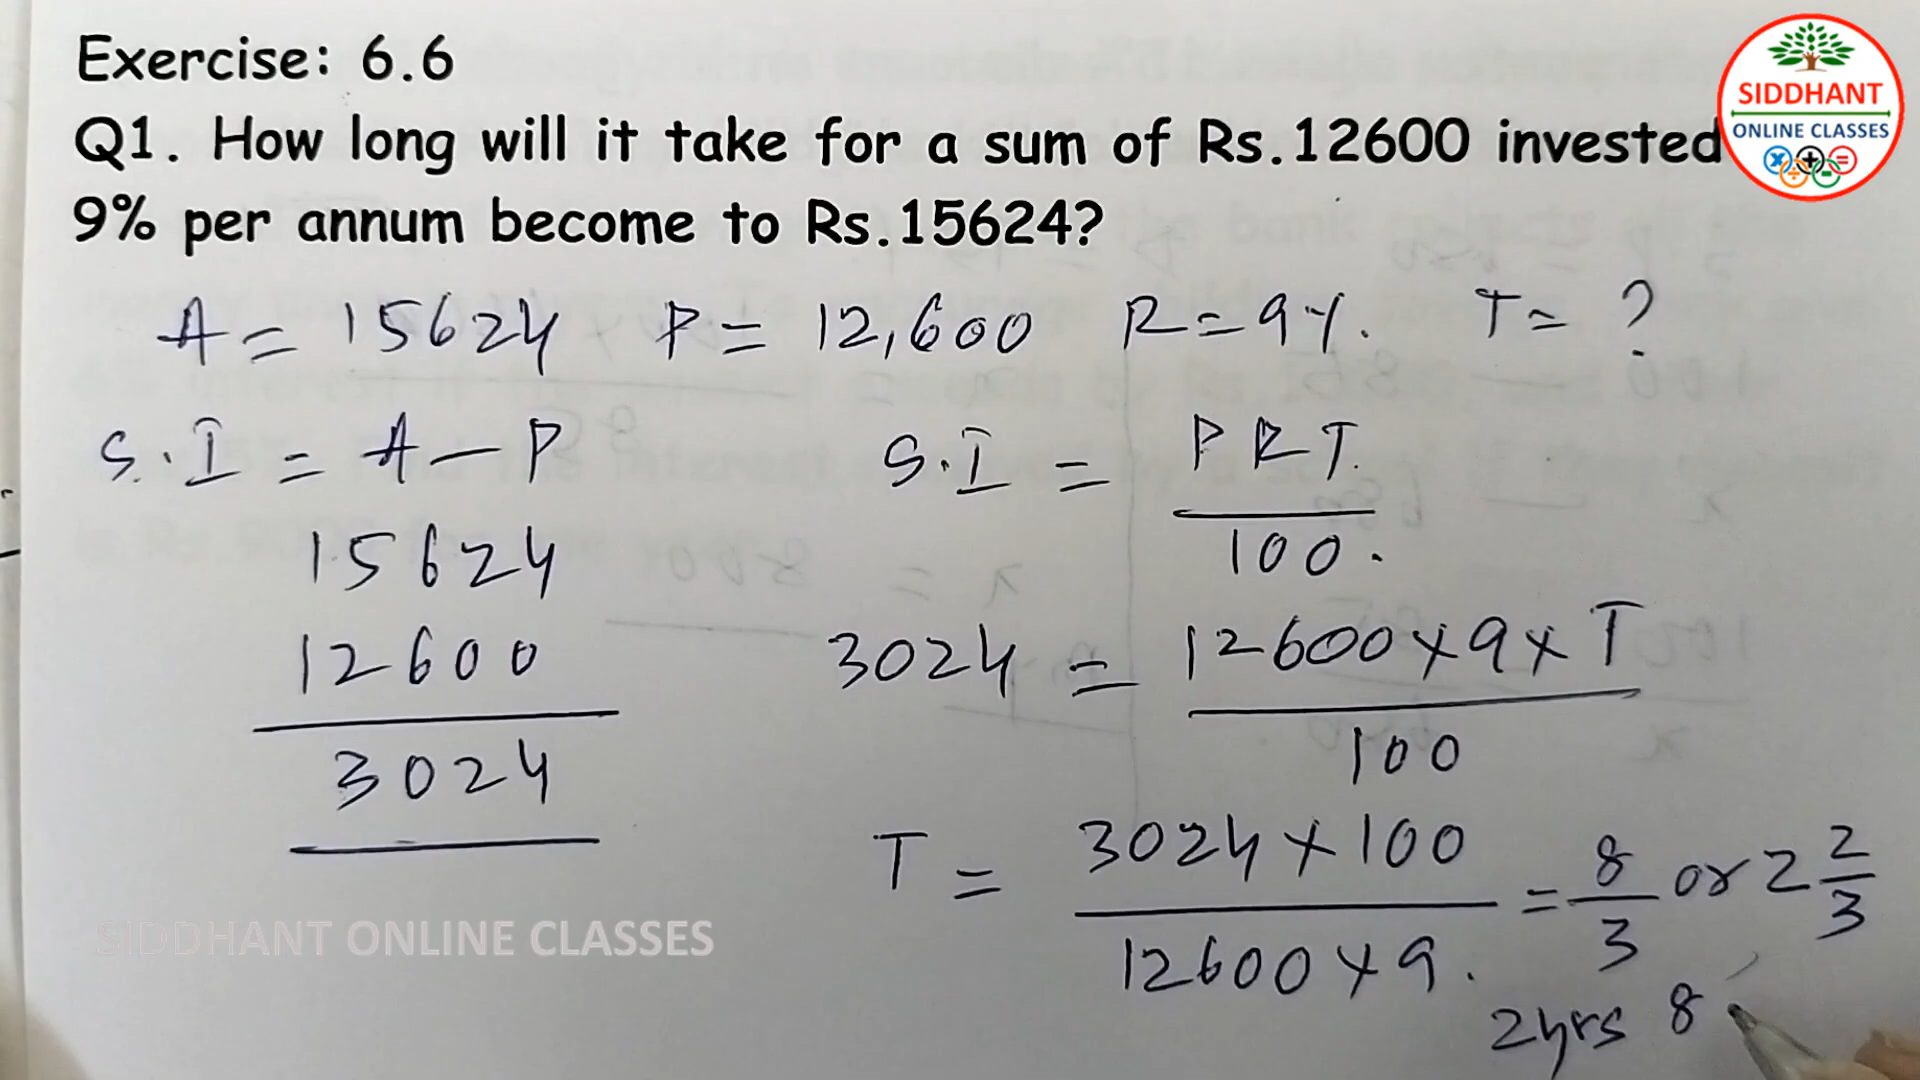 Exercise: 6.6
Q1. How long will it take for a sum of Rs.12600 invested
9% per annum become to Rs.15624?
SIDDHANT
ONLINE CLASSES
A = 15624 P = 12,600 R = 9%. T = ?
S.I = A - P
15624
12600
3024
S.I = PRT
100.
3024 = 12600 x 9 x T
100
T = 3024 x 100 = 8 or 2 2
12600 x 9. 3 3
2yrs 8
SIDDHANT ONLINE CLASSES